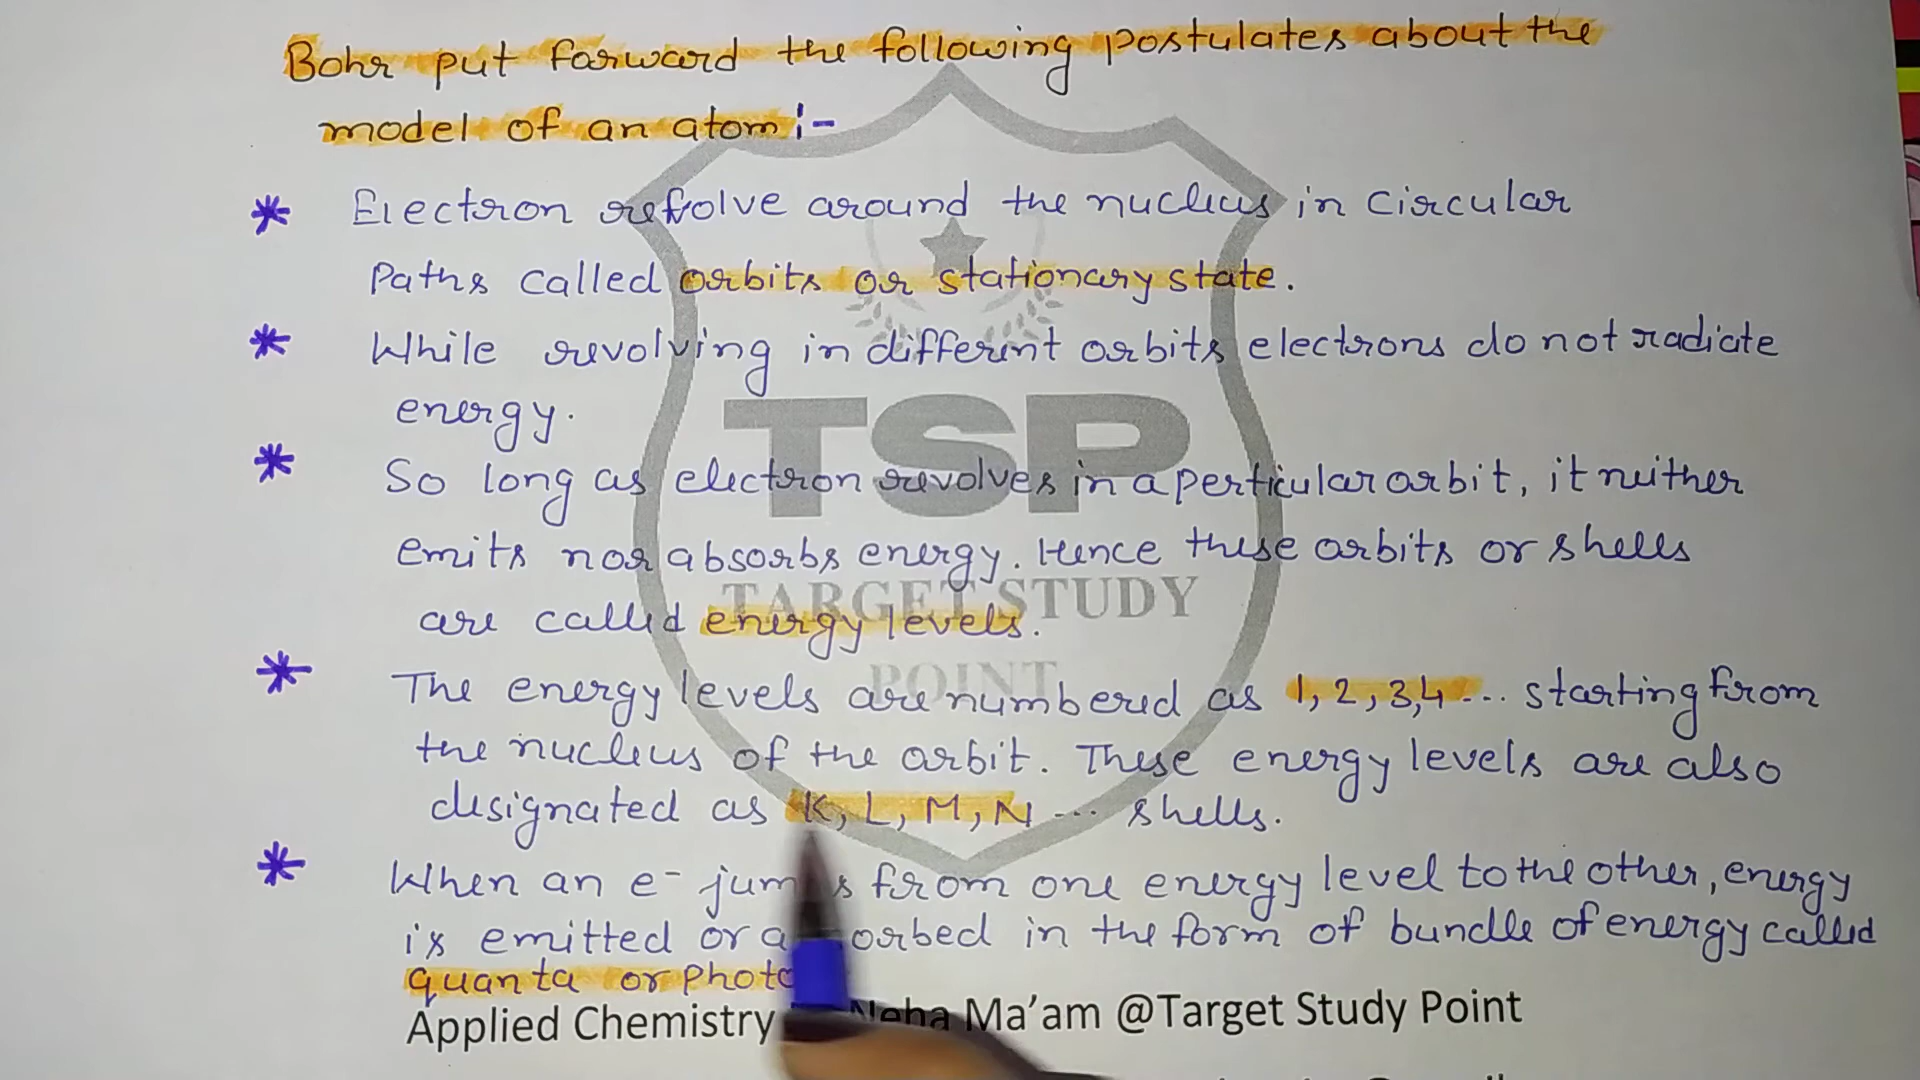 Bohr put forward the following postulates about the
model of an atom :-
* Electron revolve around the nucleus in circular
Paths called orbits or stationary state.
* While revolving in different orbits electrons do not radiate
energy.
* So long as electron revolves in a perticular orbit, it neither
emits nor absorbs energy. Hence these orbits or shells
are called energy levels.
* The energy levels are numbered as 1, 2, 3, 4 ... starting from
the nucleus of the orbit. These energy levels are also
designated as K, L, M, N ... shells.
* When an e- from one energy level to the other, energy
is emitted or in the form of bundle of energy called
quanta or
Applied Chemistry Neha Ma'am @Target Study Point
TSP
TARGET STUDY
POINT